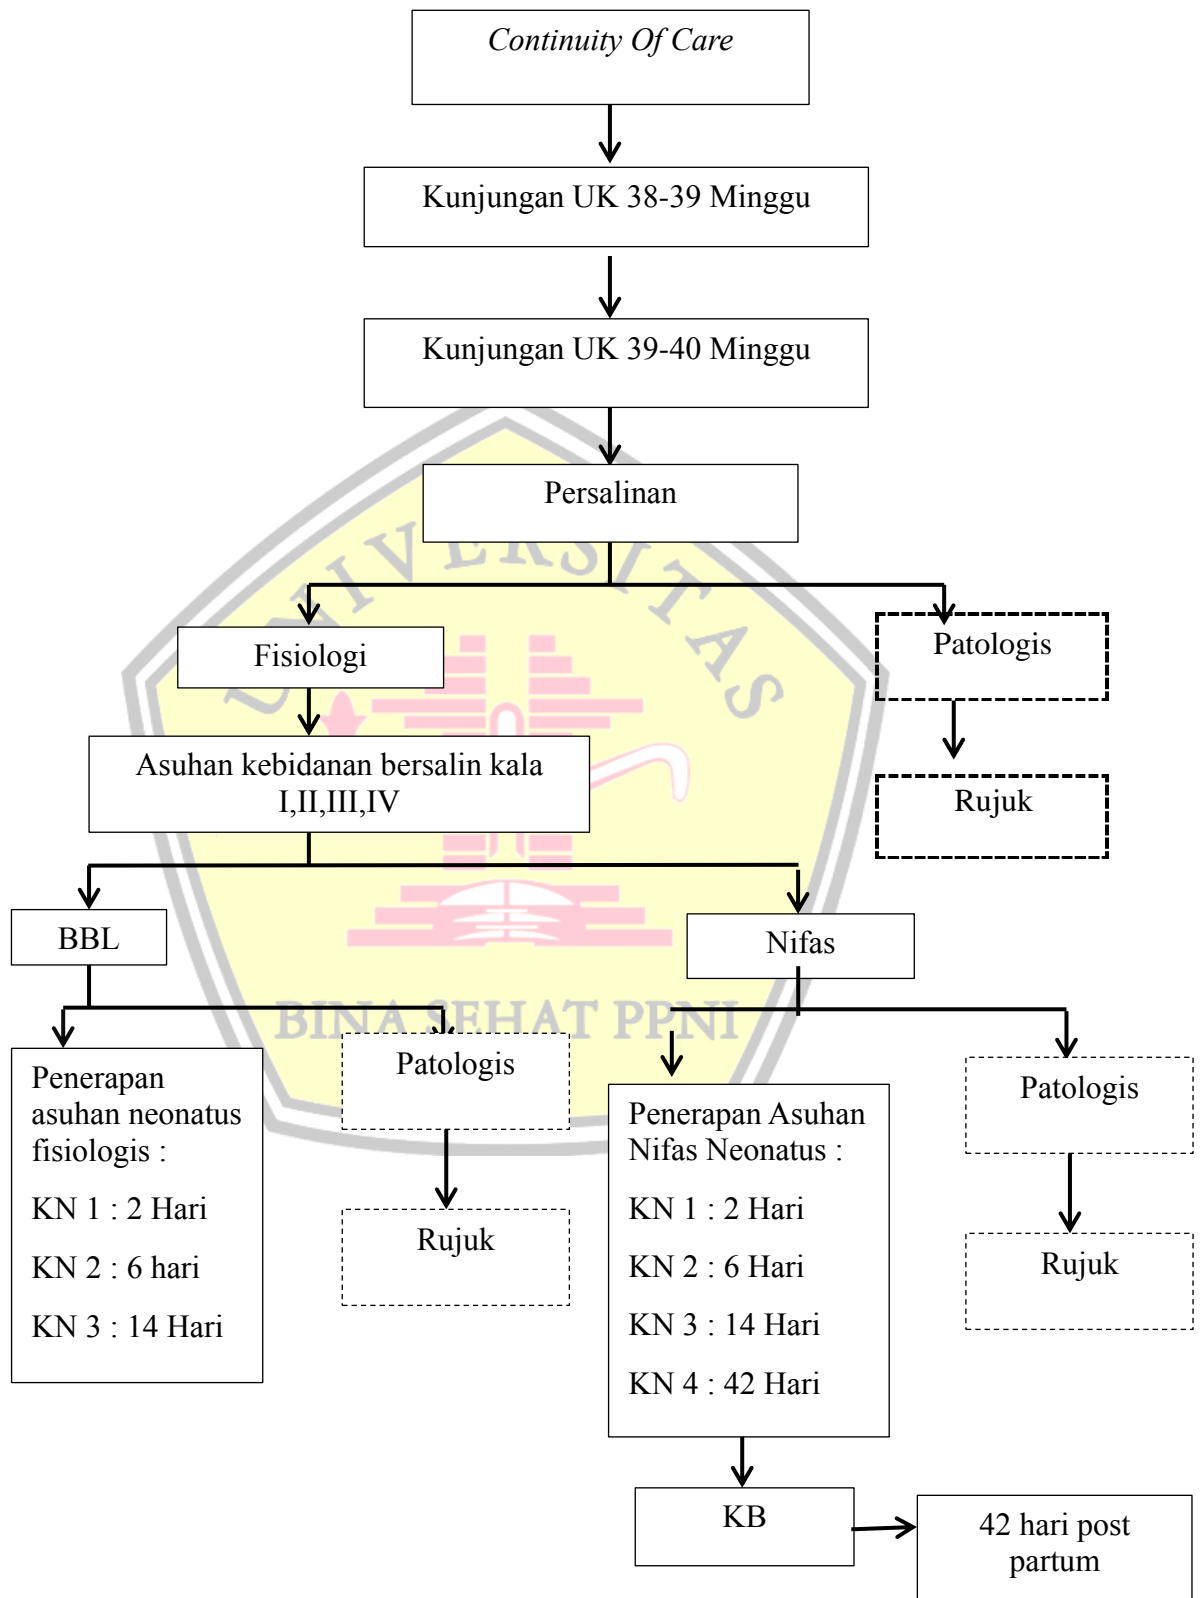 Continuity Of Care
Kunjungan UK 38-39 Minggu
Kunjungan UK 39-40 Minggu
Persalinan
UNIVERSITAS
Fisiologi
Patologis
Asuhan kebidanan bersalin kala
I,II,III,IV
Rujuk
BBL
Nifas
BINA SEHAT PPNI
Penerapan
asuhan neonatus
fisiologis :
KN 1 : 2 Hari
KN 2 : 6 hari
KN 3 : 14 Hari
Patologis
Rujuk
Penerapan Asuhan
Nifas Neonatus :
KN 1 : 2 Hari
KN 2 : 6 Hari
KN 3 : 14 Hari
KN 4 : 42 Hari
Patologis
Rujuk
KB
42 hari post
partum